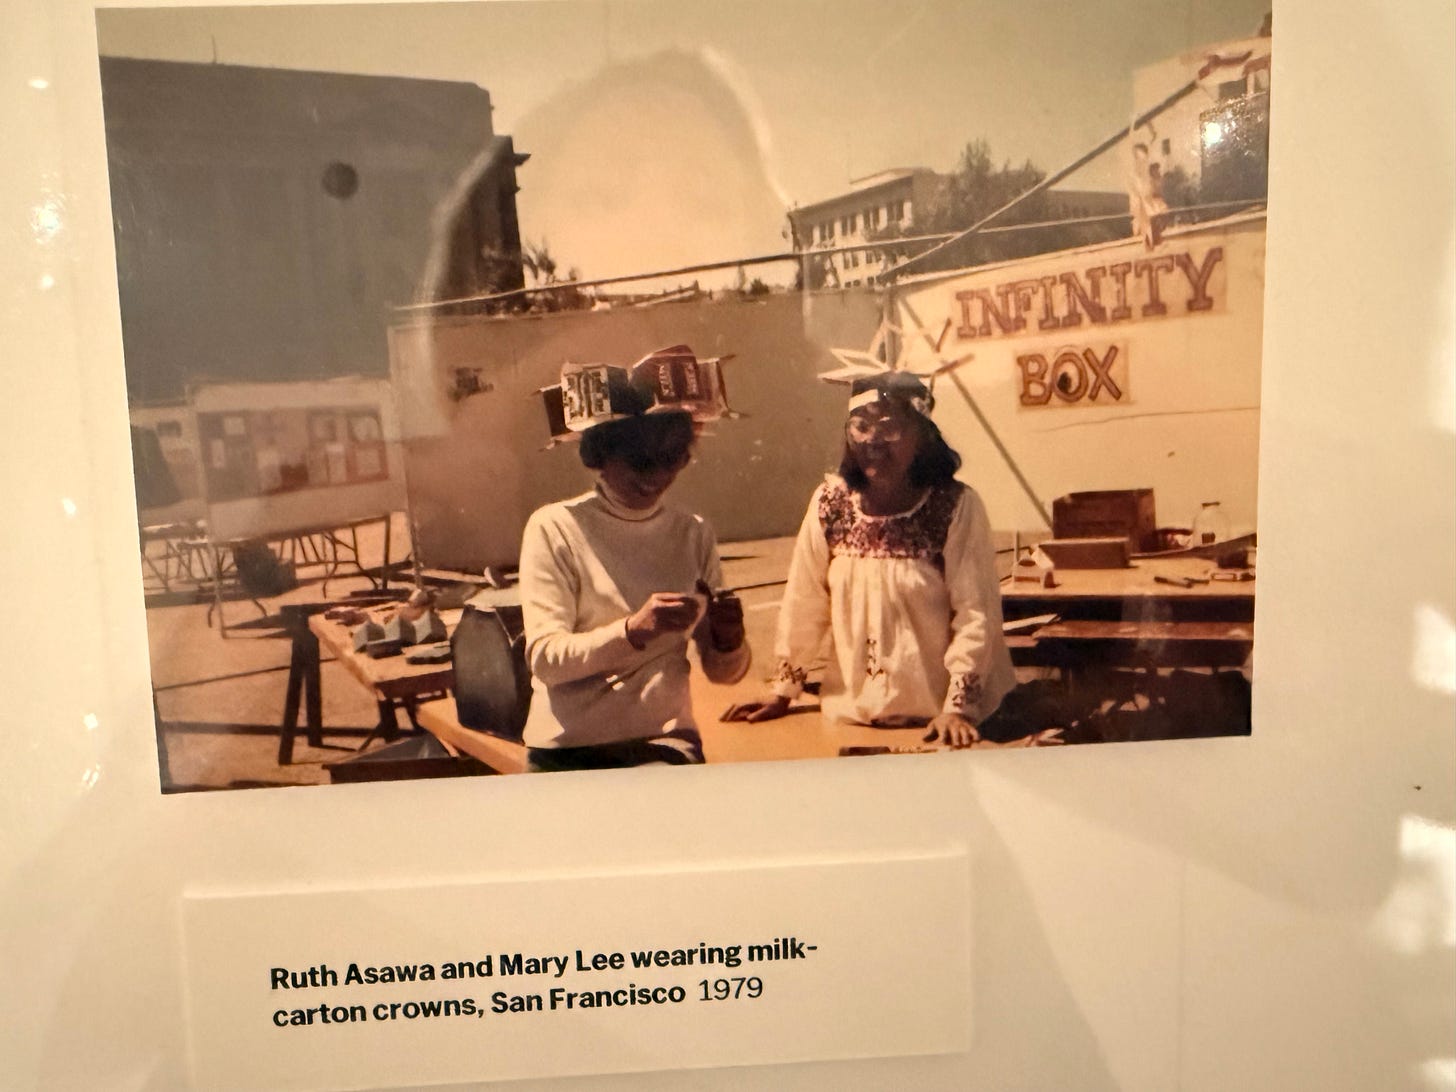 INFINITY
BOX
Ruth Asawa and Mary Lee wearing milk-
carton crowns, San Francisco 1979